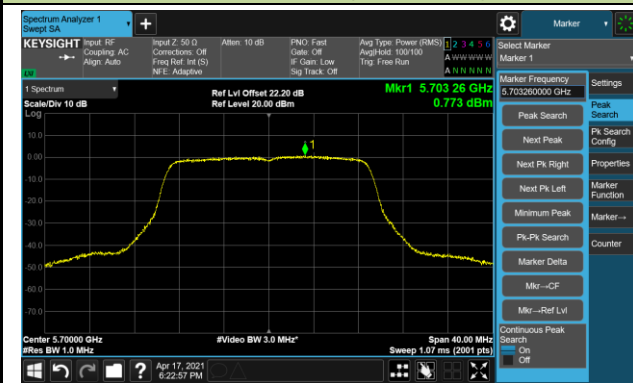 Spectrum Analyzer 1
Swept SA
+
Marker
KEYSIGHT
Input: RF
Coupling: AC
Align: Auto
Input Z: 50 Ω
Corrections: Off
Freq Ref: Int (S)
NFE: Adaptive
Atten: 10 dB
PNO: Fast
Gate: Off
IF Gain: Low
Sig Track: Off
Avg Type: Power (RMS)
Avg|Hold: 100/100
Trig: Free Run
1 2 3 4 5 6
A W W W W W
A N N N N N
LXI
Select Marker
Marker 1
Marker Frequency
5.703260000 GHz
Settings
Peak Search
Next Peak
Next Pk Right
Next Pk Left
Minimum Peak
Pk-Pk Search
Marker Delta
Mkr→CF
Mkr→Ref Lvl
Continuous Peak
Search
On
Off
Peak
Search
Pk Search
Config
Properties
Marker
Function
Marker→
Counter
1 Spectrum
Scale/Div 10 dB
Log
Ref Lvl Offset 22.20 dB
Ref Level 20.00 dBm
Mkr1 5.703 26 GHz
0.773 dBm
1
10.0
0.00
-10.0
-20.0
-30.0
-40.0
-50.0
-60.0
-70.0
Center 5.70000 GHz
#Res BW 1.0 MHz
#Video BW 3.0 MHz*
Span 40.00 MHz
Sweep 1.07 ms (2001 pts)
?
Apr 17, 2021
6:22:57 PM